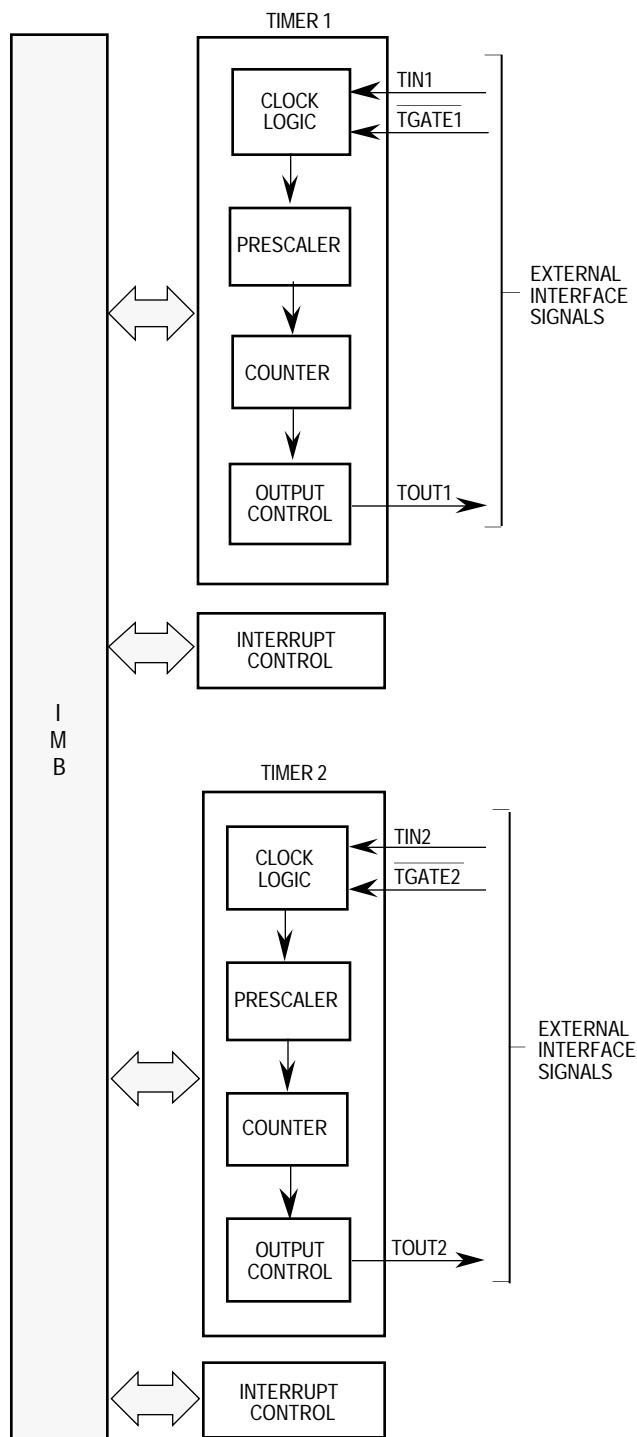 TIMER 1
CLOCK
LOGIC
TIN1
TGATE1
PRESCALER
EXTERNAL
INTERFACE
SIGNALS
COUNTER
OUTPUT
CONTROL
TOUT1
INTERRUPT
CONTROL
I
M
B
TIMER 2
CLOCK
LOGIC
TIN2
TGATE2
PRESCALER
EXTERNAL
INTERFACE
SIGNALS
COUNTER
OUTPUT
CONTROL
TOUT2
INTERRUPT
CONTROL